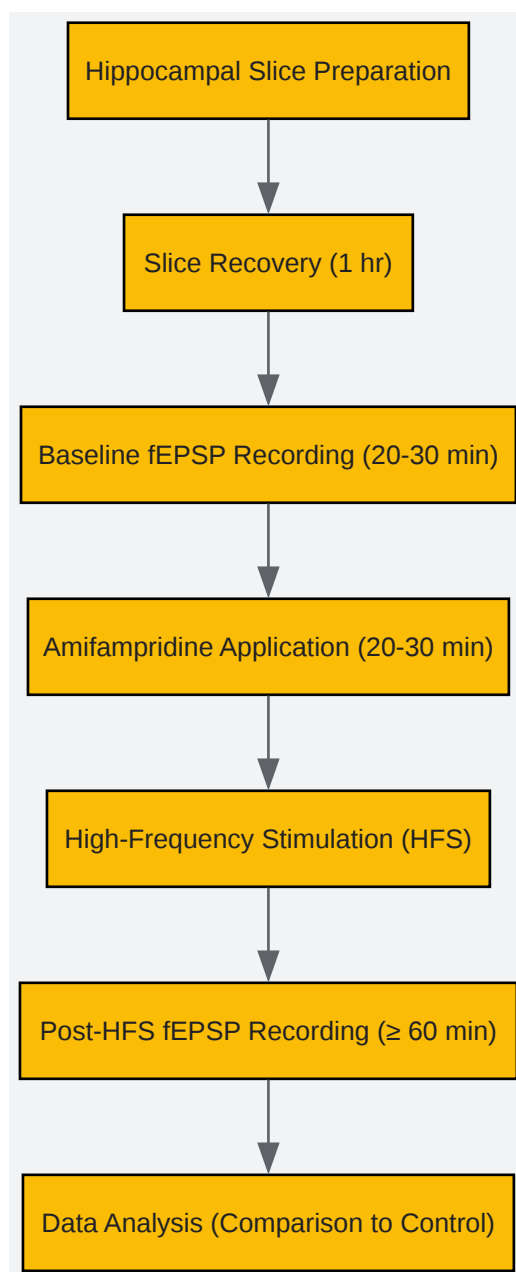 Hippocampal Slice Preparation
Slice Recovery (1 hr)
Baseline fEPSP Recording (20-30 min)
Amifampridine Application (20-30 min)
High-Frequency Stimulation (HFS)
Post-HFS fEPSP Recording (≥ 60 min)
Data Analysis (Comparison to Control)